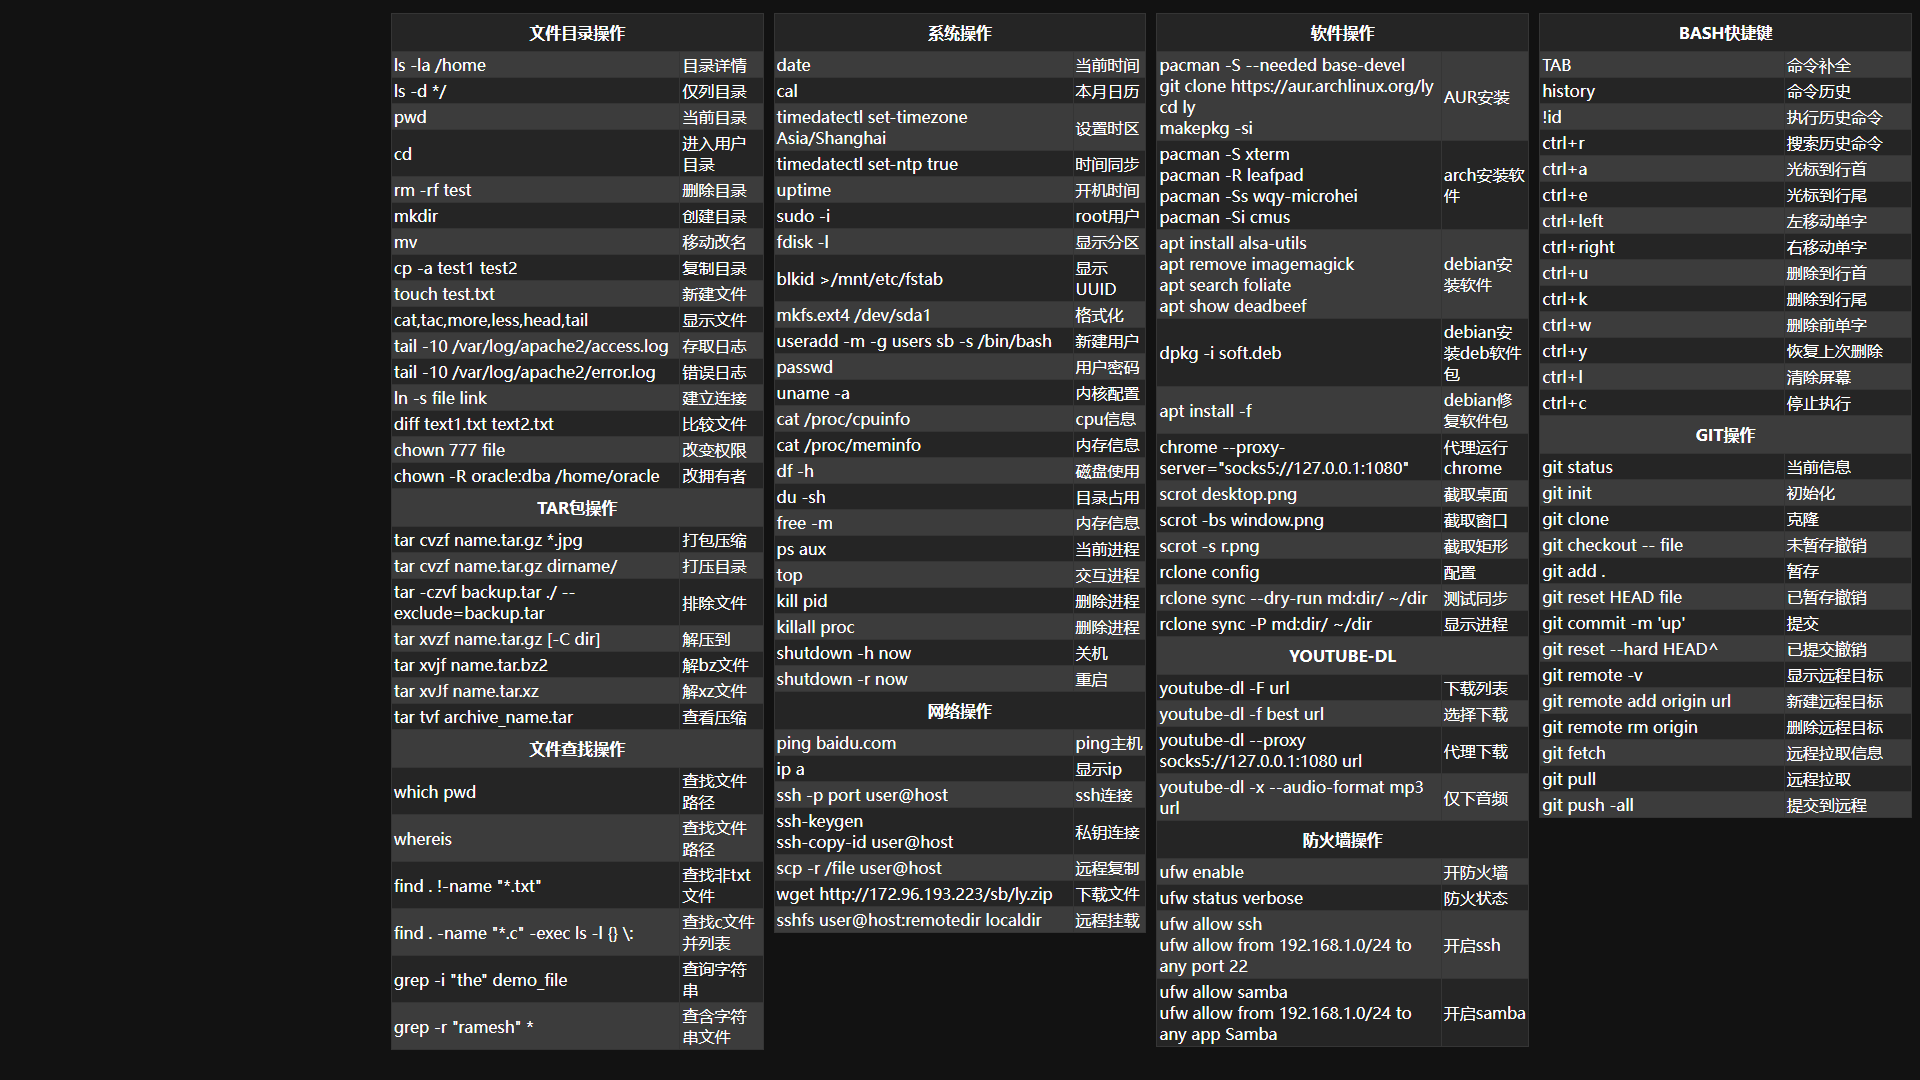 文件目录操作
ls -la /home 目录详情
ls -d */ 仅列目录
pwd 当前目录
cd 进入用户
目录
rm -rf test 删除目录
mkdir 创建目录
mv 移动改名
cp -a test1 test2 复制目录
touch test.txt 新建文件
cat,tac,more,less,head,tail 显示文件
tail -10 /var/log/apache2/access.log 存取日志
tail -10 /var/log/apache2/error.log 错误日志
ln -s file link 建立连接
diff text1.txt text2.txt 比较文件
chown 777 file 改变权限
chown -R oracle:dba /home/oracle 改拥有者
TAR包操作
tar cvzf name.tar.gz *.jpg 打包压缩
tar cvzf name.tar.gz dirname/ 打压目录
tar -czvf backup.tar ./ --
exclude=backup.tar 排除文件
tar xvzf name.tar.gz [-C dir] 解压到
tar xvjf name.tar.bz2 解bz文件
tar xvJf name.tar.xz 解xz文件
tar tvf archive_name.tar 查看压缩
文件查找操作
which pwd 查找文件
路径
whereis 查找文件
路径
find . !-name "*.txt" 查找非txt
文件
find . -name "*.c" -exec ls -l {} \: 查找c文件
并列表
grep -i "the" demo_file 查询字符
串
grep -r "ramesh" * 查含字符
串文件
系统操作
date 当前时间
cal 本月日历
timedatectl set-timezone
Asia/Shanghai 设置时区
timedatectl set-ntp true 时间同步
uptime 开机时间
sudo -i root用户
fdisk -l 显示分区
blkid >/mnt/etc/fstab 显示
UUID
mkfs.ext4 /dev/sda1 格式化
useradd -m -g users sb -s /bin/bash 新建用户
passwd 用户密码
uname -a 内核配置
cat /proc/cpuinfo cpu信息
cat /proc/meminfo 内存信息
df -h 磁盘使用
du -sh 目录占用
free -m 内存信息
ps aux 当前进程
top 交互进程
kill pid 删除进程
killall proc 删除进程
shutdown -h now 关机
shutdown -r now 重启
网络操作
ping baidu.com ping主机
ip a 显示ip
ssh -p port user@host ssh连接
ssh-keygen
ssh-copy-id user@host 私钥连接
scp -r /file user@host 远程复制
wget http://172.96.193.223/sb/ly.zip 下载文件
sshfs user@host:remotedir localdir 远程挂载
软件操作
pacman -S --needed base-devel
git clone https://aur.archlinux.org/ly
cd ly
makepkg -si
AUR安装
pacman -S xterm
pacman -R leafpad
pacman -Ss wqy-microhei
pacman -Si cmus
arch安装软
件
apt install alsa-utils
apt remove imagemagick
apt search foliate
apt show deadbeef
debian安
装软件
dpkg -i soft.deb debian安
装deb软件
包
apt install -f debian修
复软件包
chrome --proxy-
server="socks5://127.0.0.1:1080"
代理运行
chrome
scrot desktop.png 截取桌面
scrot -bs window.png 截取窗口
scrot -s r.png 截取矩形
rclone config 配置
rclone sync --dry-run md:dir/ ~/dir 测试同步
rclone sync -P md:dir/ ~/dir 显示进程
YOUTUBE-DL
youtube-dl -F url 下载列表
youtube-dl -f best url 选择下载
youtube-dl --proxy
socks5://127.0.0.1:1080 url 代理下载
youtube-dl -x --audio-format mp3
url 仅下音频
防火墙操作
ufw enable 开防火墙
ufw status verbose 防火状态
ufw allow ssh
ufw allow from 192.168.1.0/24 to
any port 22
开启ssh
ufw allow samba
ufw allow from 192.168.1.0/24 to
any app Samba
开启samba
BASH快捷键
TAB 命令补全
history 命令历史
!id 执行历史命令
ctrl+r 搜索历史命令
ctrl+a 光标到行首
ctrl+e 光标到行尾
ctrl+left 左移动单字
ctrl+right 右移动单字
ctrl+u 删除到行首
ctrl+k 删除到行尾
ctrl+w 删除前单字
ctrl+y 恢复上次删除
ctrl+l 清除屏幕
ctrl+c 停止执行
GIT操作
git status 当前信息
git init 初始化
git clone 克隆
git checkout -- file 未暂存撤销
git add . 暂存
git reset HEAD file 已暂存撤销
git commit -m 'up' 提交
git reset --hard HEAD^ 已提交撤销
git remote -v 显示远程目标
git remote add origin url 新建远程目标
git remote rm origin 删除远程目标
git fetch 远程拉取信息
git pull 远程拉取
git push -all 提交到远程